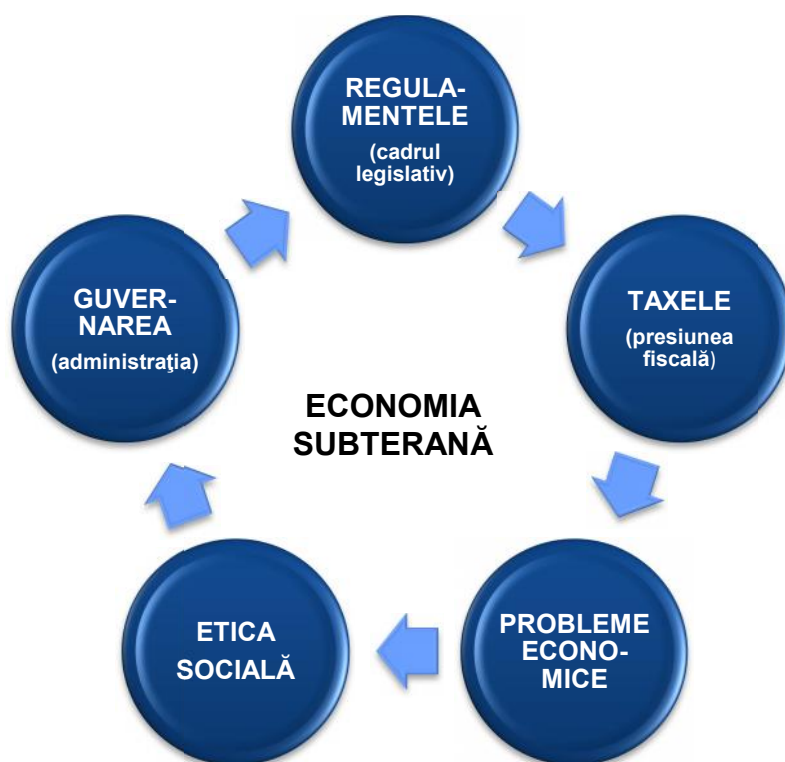 REGULA-
MENTELE
(cadrul
legislativ)
TAXELE
(presiunea
fiscală)
PROBLEME
ECONO-
MICE
ETICA
SOCIALĂ
GUVER-
NAREA
(administraţia)
ECONOMIA
SUBTERANĂ